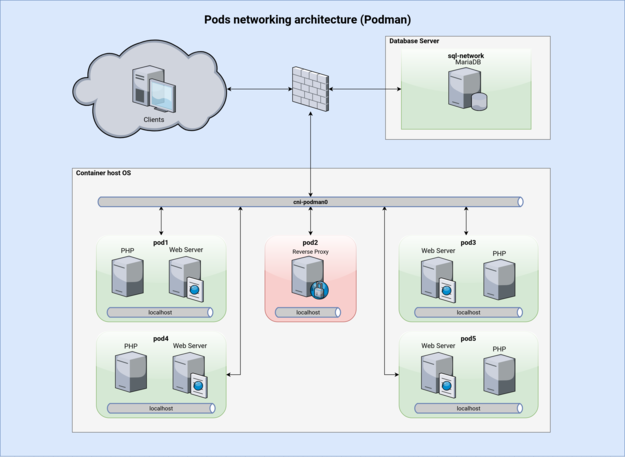 Pods networking architecture (Podman)
Database Server
sql-network
MariaDB
Clients
Container host OS
cni-podman0
pod1
PHP
Web Server
localhost
pod2
Reverse Proxy
localhost
pod3
Web Server
PHP
localhost
pod4
PHP
Web Server
localhost
pod5
Web Server
PHP
localhost